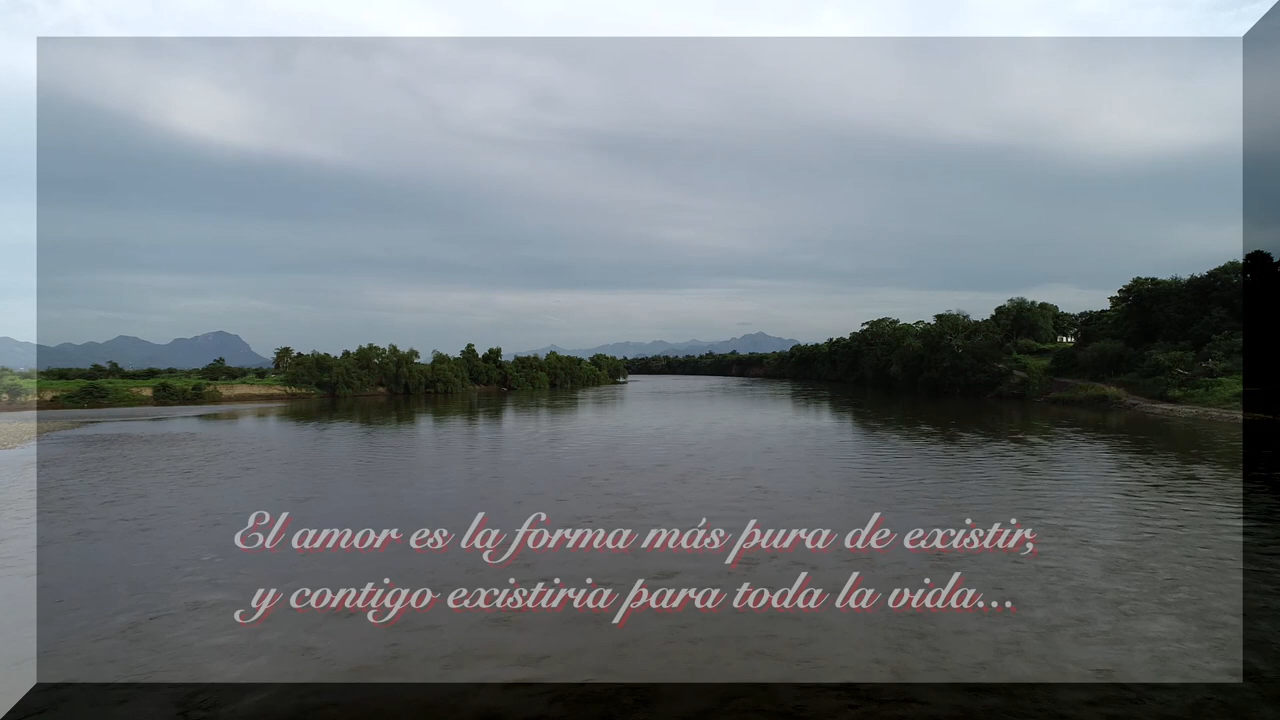 El amor es la forma más pura de existir,
y contigo existiria para toda la vida...